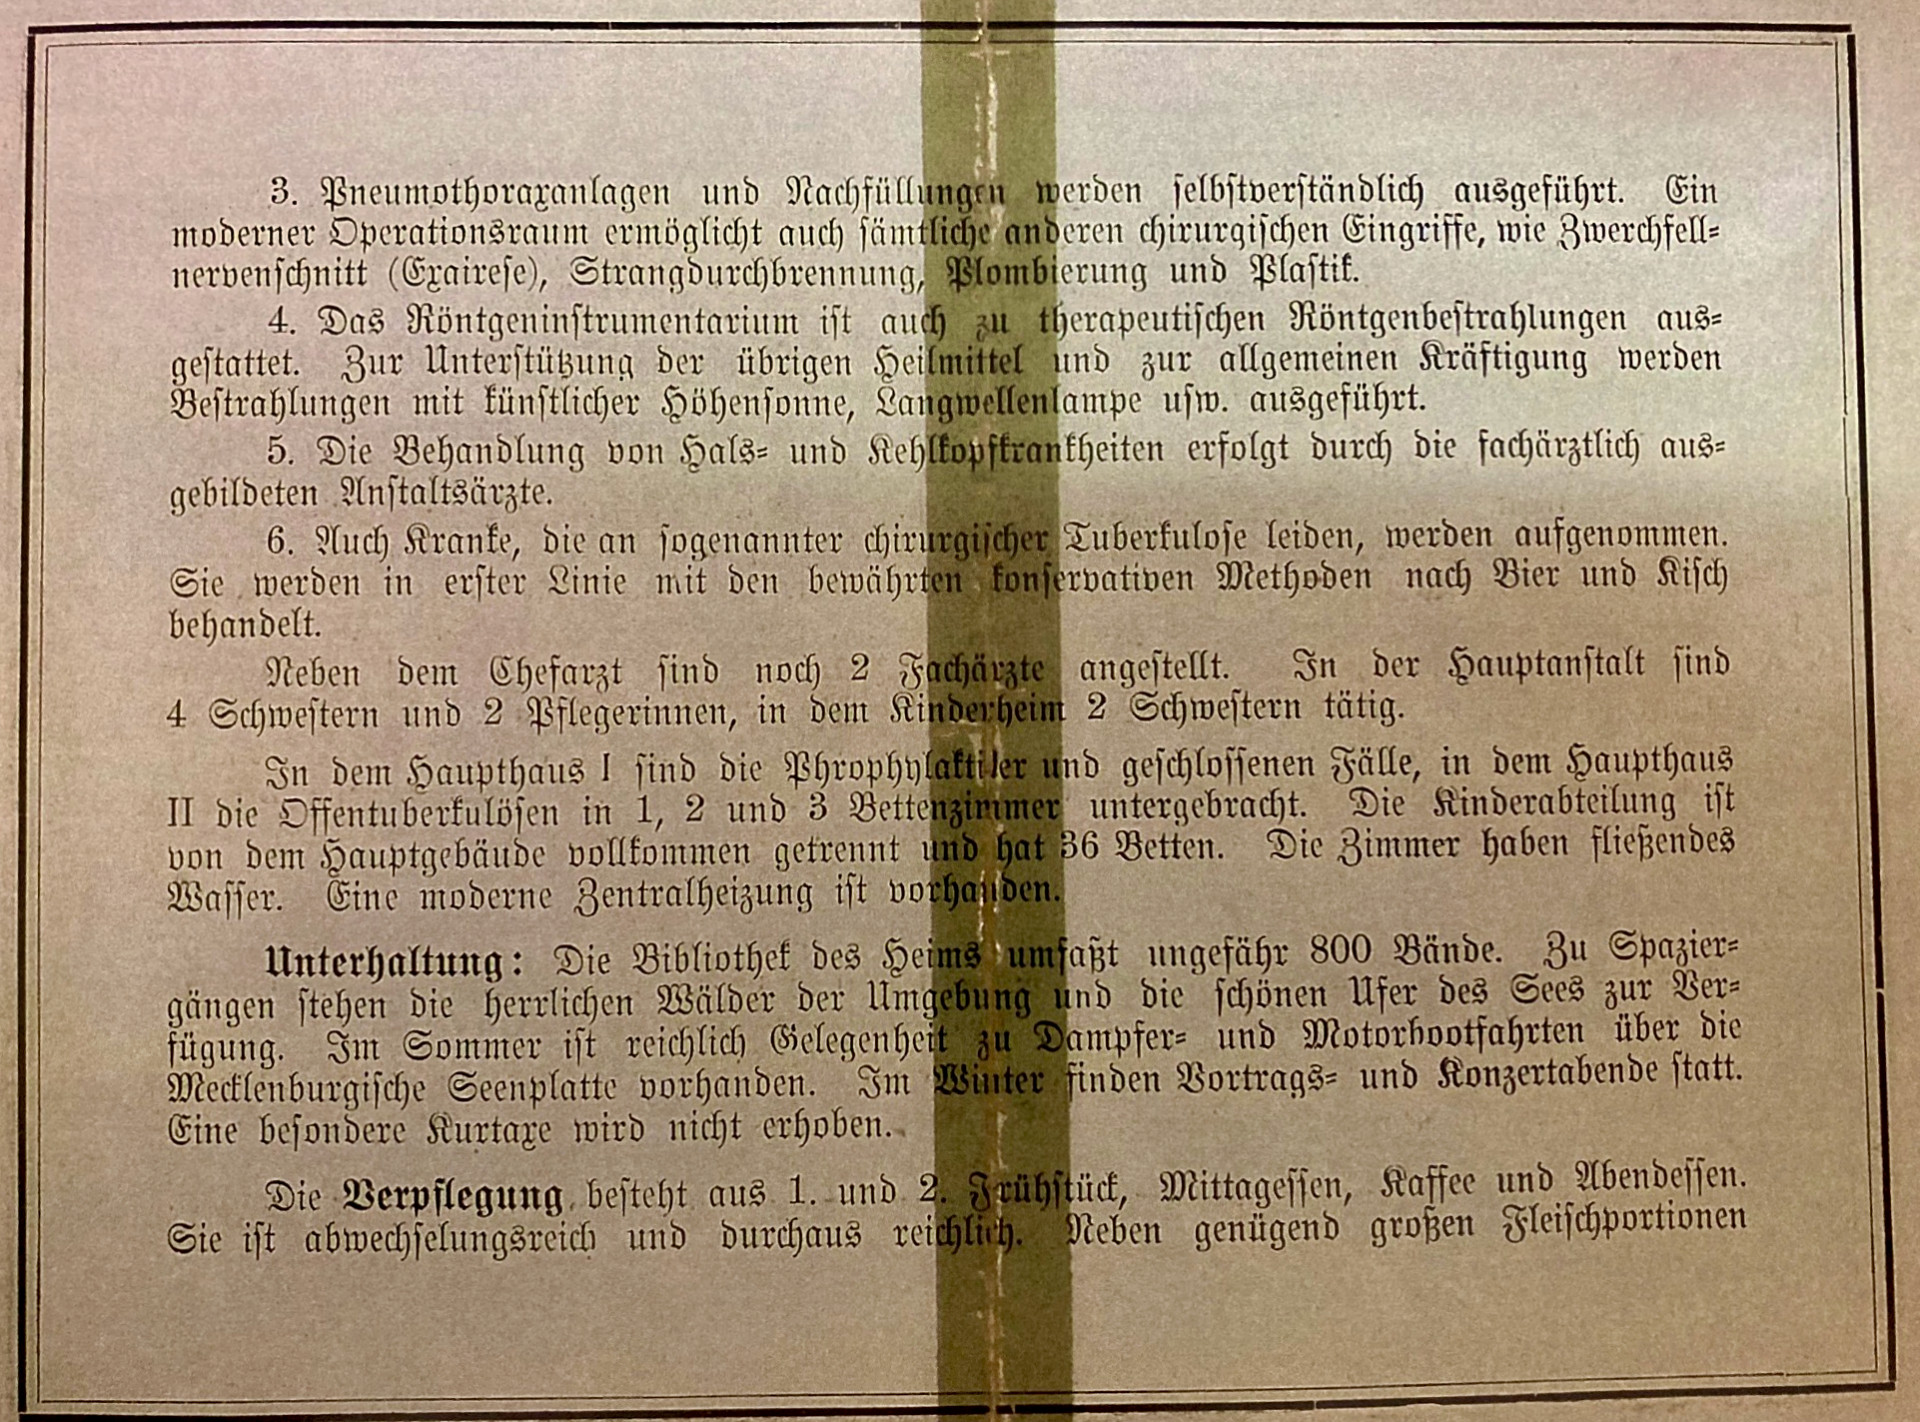 3. Pneumothoraxanlagen und Nachfüllungen werden selbstverständlich ausgeführt. Ein
moderner Operationsraum ermöglicht auch sämtliche anderen chirurgischen Eingriffe, wie Zwerchfell-
nervenschnitt (Exairese), Strangdurchbrennung, Plombierung und Plastik.
4. Das Röntgeninstrumentarium ist auch zu therapeutischen Röntgenbestrahlungen aus-
gestattet. Zur Unterstützung der übrigen Heilmittel und zur allgemeinen Kräftigung werden
Bestrahlungen mit künstlicher Höhensonne, Langwellenlampe usw. ausgeführt.
5. Die Behandlung von Hals- und Kehlkopfkrankheiten erfolgt durch die fachärztlich aus-
gebildeten Anstaltsärzte.
6. Auch Kranke, die an sogenannter chirurgischer Tuberkulose leiden, werden aufgenommen.
Sie werden in erster Linie mit den bewährten konservativen Methoden nach Bier und Kisch
behandelt.
Neben dem Chefarzt sind noch 2 Fachärzte angestellt. In der Hauptanstalt sind
4 Schwestern und 2 Pflegerinnen, in dem Kinderheim 2 Schwestern tätig.
In dem Haupthaus I sind die Phrophylaktiker und geschlossenen Fälle, in dem Haupthaus
II die Offentuberkulösen in 1, 2 und 3 Bettenzimmer untergebracht. Die Kinderabteilung ist
von dem Hauptgebäude vollkommen getrennt und hat 36 Betten. Die Zimmer haben fließendes
Wasser. Eine moderne Zentralheizung ist vorhanden.
Unterhaltung: Die Bibliothek des Heims umfaßt ungefähr 800 Bände. Zu Spazier-
gängen stehen die herrlichen Wälder der Umgebung und die schönen Ufer des Sees zur Ver-
fügung. Im Sommer ist reichlich Gelegenheit zu Dampfer- und Motorbootfahrten über die
Mecklenburgische Seenplatte vorhanden. Im Winter finden Vortrags- und Konzertabende statt.
Eine besondere Kurtaxe wird nicht erhoben.
Die Verpflegung besteht aus 1. und 2. Frühstück, Mittagessen, Kaffee und Abendessen.
Sie ist abwechselungsreich und durchaus reichlich. Neben genügend großen Fleischportionen